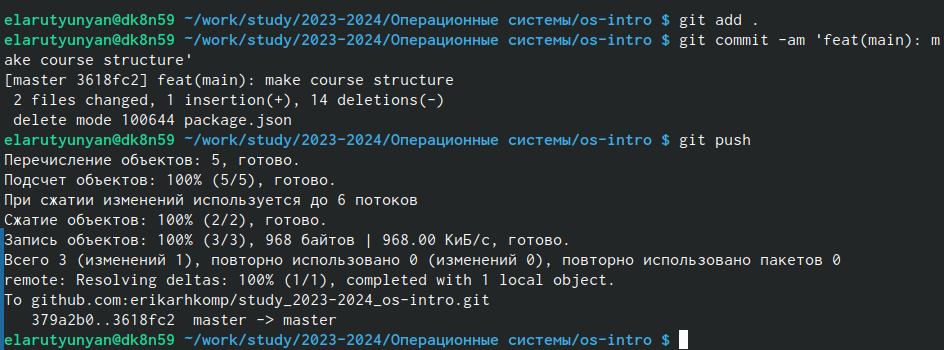 elarutyunyan@dk8n59 ~/work/study/2023-2024/Операционные системы/os-intro $ git add .
elarutyunyan@dk8n59 ~/work/study/2023-2024/Операционные системы/os-intro $ git commit -am 'feat(main): m
ake course structure'
[master 3618fc2] feat(main): make course structure
 2 files changed, 1 insertion(+), 14 deletions(-)
 delete mode 100644 package.json
elarutyunyan@dk8n59 ~/work/study/2023-2024/Операционные системы/os-intro $ git push
Перечисление объектов: 5, готово.
Подсчет объектов: 100% (5/5), готово.
При сжатии изменений используется до 6 потоков
Сжатие объектов: 100% (2/2), готово.
Запись объектов: 100% (3/3), 968 байтов | 968.00 КиБ/с, готово.
Всего 3 (изменений 1), повторно использовано 0 (изменений 0), повторно использовано пакетов 0
remote: Resolving deltas: 100% (1/1), completed with 1 local object.
To github.com:erikarhkomp/study_2023-2024_os-intro.git
   379a2b0..3618fc2  master -> master
elarutyunyan@dk8n59 ~/work/study/2023-2024/Операционные системы/os-intro $